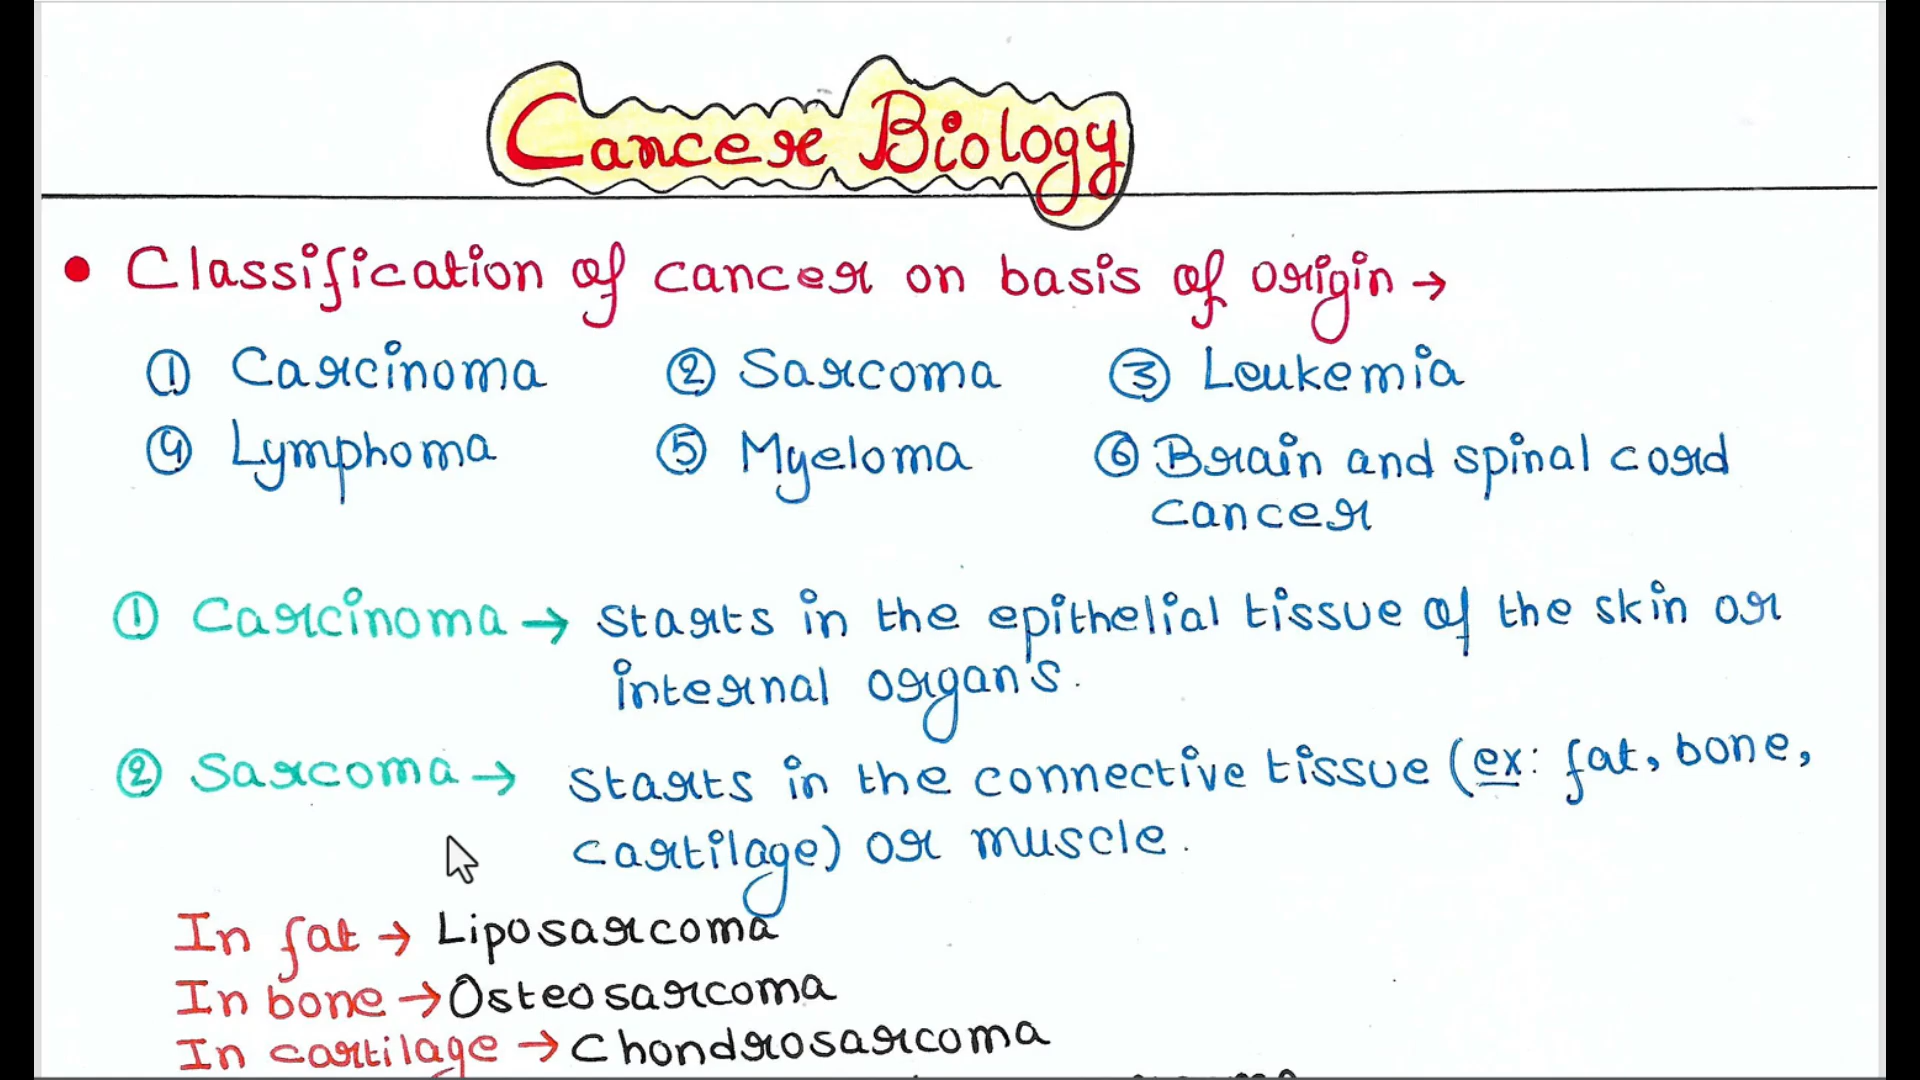 Cancer Biology
• Classification of cancer on basis of origin →
① Carcinoma ② Sarcoma ③ Leukemia
④ Lymphoma ⑤ Myeloma ⑥ Brain and spinal cord
cancer
① Carcinoma → starts in the epithelial tissue of the skin or
internal organ's.
② Sarcoma → starts in the connective tissue (ex: fat, bone,
cartilage) or muscle.
In fat → Liposarcoma
In bone → Osteosarcoma
In cartilage → Chondrosarcoma